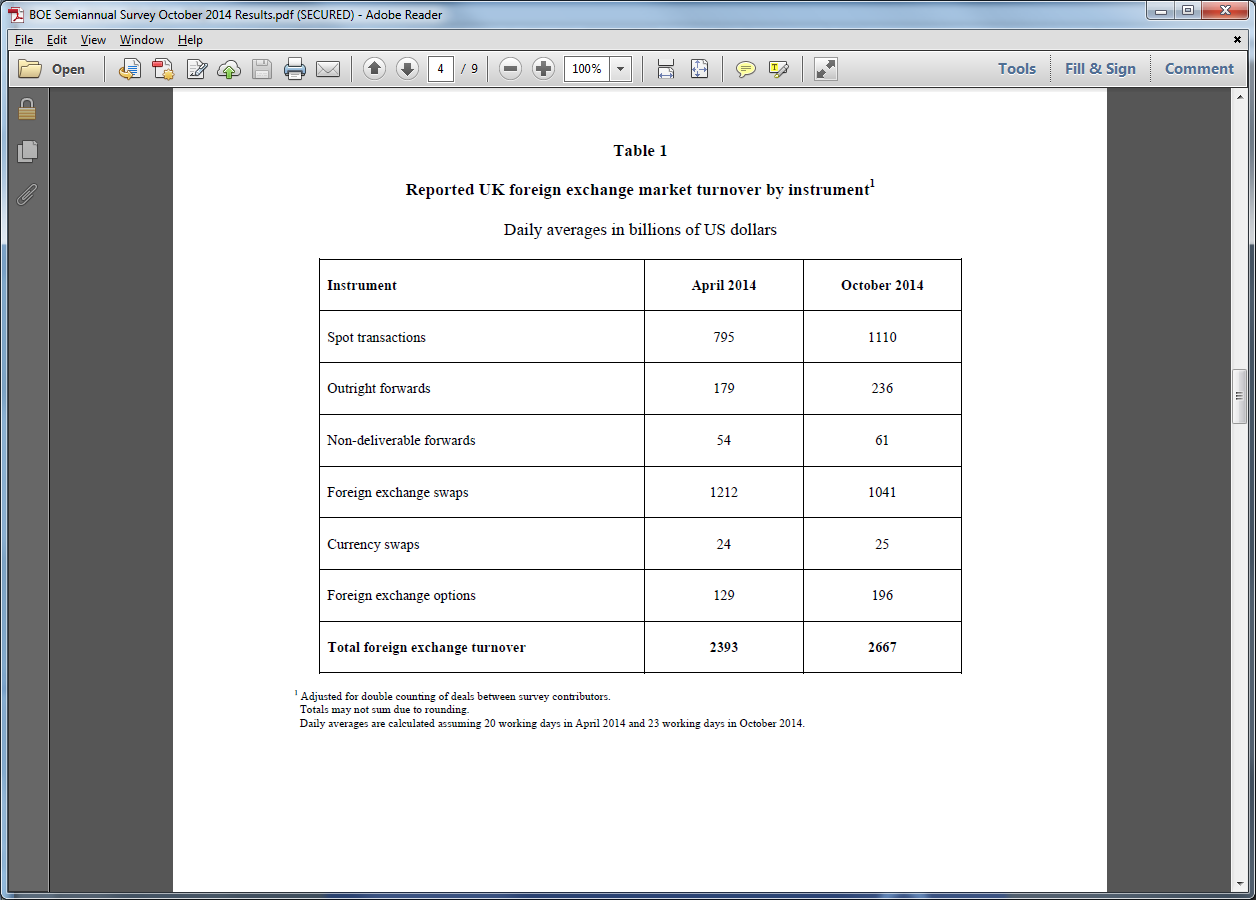 BOE Semiannual Survey October 2014 Results.pdf (SECURED) - Adobe Reader
File Edit View Window Help
Open 4 / 9 100% Tools Fill & Sign Comment
Table 1
Reported UK foreign exchange market turnover by instrument1
Daily averages in billions of US dollars
Instrument April 2014 October 2014
Spot transactions 795 1110
Outright forwards 179 236
Non-deliverable forwards 54 61
Foreign exchange swaps 1212 1041
Currency swaps 24 25
Foreign exchange options 129 196
Total foreign exchange turnover 2393 2667
1 Adjusted for double counting of deals between survey contributors.
Totals may not sum due to rounding.
Daily averages are calculated assuming 20 working days in April 2014 and 23 working days in October 2014.